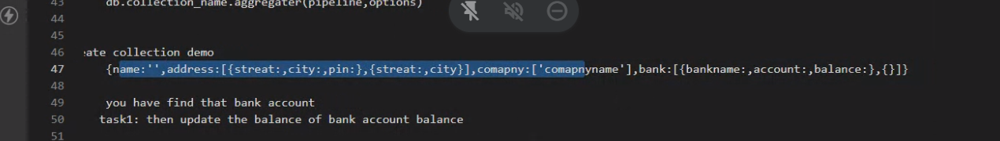 43 db.collection_name.aggregater(pipeline,options)
44
45
46 ate collection demo
47 {name:'',address:[{streat:,city:,pin:},{streat:,city}],comapny:['comapnyname'],bank:[{bankname:,account:,balance:},{}]}
48
49 you have find that bank account
50 task1: then update the balance of bank account balance
51